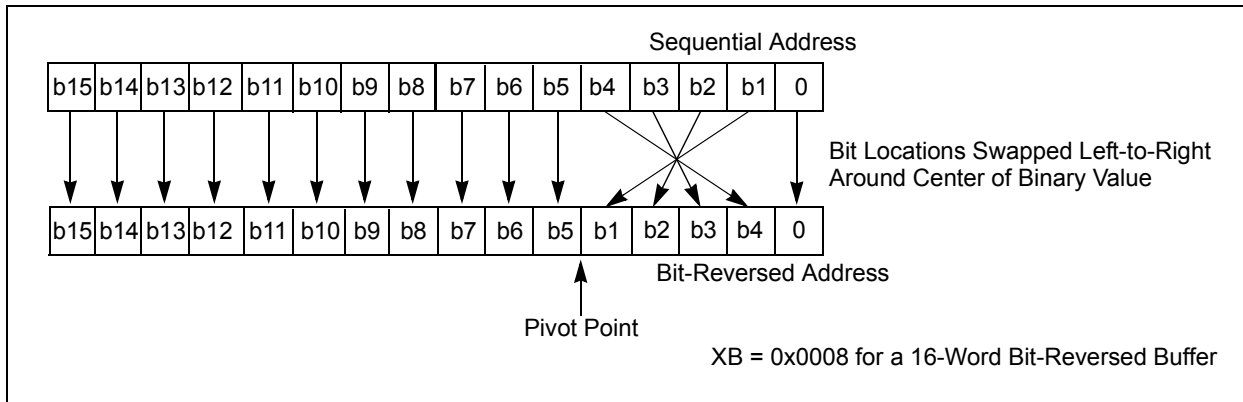 Sequential Address
b15 b14 b13 b12 b11 b10 b9 b8 b7 b6 b5 b4 b3 b2 b1 0
Bit Locations Swapped Left-to-Right
Around Center of Binary Value
b15 b14 b13 b12 b11 b10 b9 b8 b7 b6 b5 b1 b2 b3 b4 0
Bit-Reversed Address
Pivot Point
XB = 0x0008 for a 16-Word Bit-Reversed Buffer